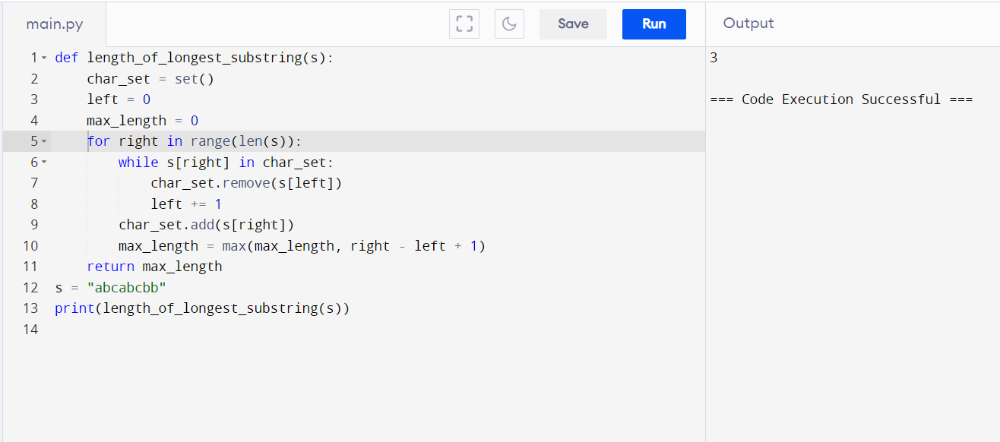 main.py
Save
Run
Output
1 def length_of_longest_substring(s):
2     char_set = set()
3     left = 0
4     max_length = 0
5     for right in range(len(s)):
6         while s[right] in char_set:
7             char_set.remove(s[left])
8             left += 1
9         char_set.add(s[right])
10         max_length = max(max_length, right - left + 1)
11     return max_length
12 s = "abcabcbb"
13 print(length_of_longest_substring(s))
14
3
=== Code Execution Successful ===